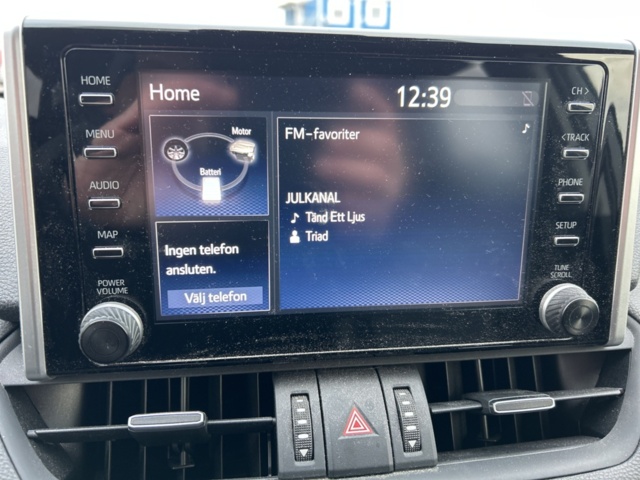 HOME
MENU
AUDIO
MAP
POWER
VOLUME
Home
12:39
Motor
Batteri
Ingen telefon
ansluten.
Välj telefon
FM-favoriter
JULKANAL
Tänd Ett Ljus
Triad
CH >
< TRACK
PHONE
SETUP
TUNE
SCROLL